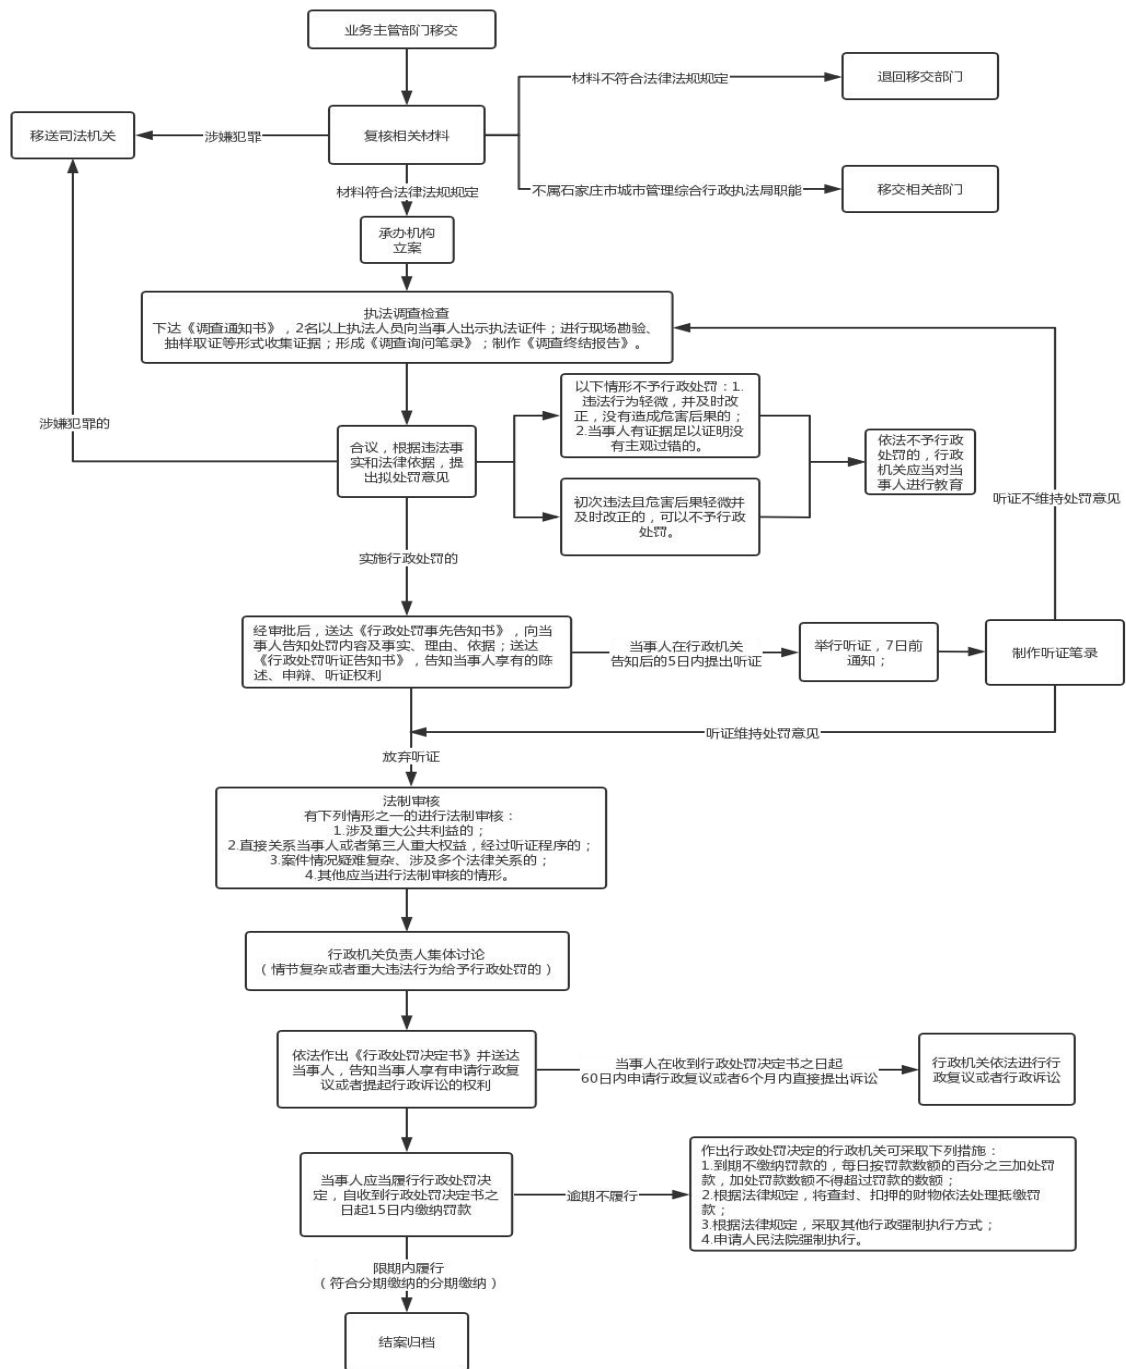 业务主管部门移交
材料不符合法律法规规定
退回移交部门
移送司法机关
涉嫌犯罪
复核相关材料
材料符合法律法规规定
不属石家庄市城市管理综合行政执法局职能
移交相关部门
承办机构
立案
执法调查检查
下达《调查通知书》，2名以上执法人员向当事人出示执法证件；进行现场勘验、
抽样取证等形式收集证据；形成《调查询问笔录》；制作《调查终结报告》。
涉嫌犯罪的
合议，根据违法事
实和法律依据，提
出拟处罚意见
以下情形不予行政处罚：1.
违法行为轻微，并及时改
正，没有造成危害后果的；
2.当事人有证据足以证明没
有主观过错的。
初次违法且危害后果轻微并
及时改正的，可以不予行政
处罚。
依法不予行政
处罚的，行政
机关应当对当
事人进行教育
听证不维持处罚意见
实施行政处罚的
经审批后，送达《行政处罚事先告知书》，向当
事人告知处罚内容及事实、理由、依据；送达
《行政处罚听证告知书》，告知当事人享有的陈
述、申辩、听证权利
当事人在行政机关
告知后的5日内提出听证
举行听证，7日前
通知；
制作听证笔录
听证维持处罚意见
放弃听证
法制审核
有下列情形之一的进行法制审核：
1.涉及重大公共利益的；
2.直接关系当事人或者第三人重大权益，经过听证程序的；
3.案件情况疑难复杂、涉及多个法律关系的；
4.其他应当进行法制审核的情形。
行政机关负责人集体讨论
（情节复杂或者重大违法行为给予行政处罚的）
依法作出《行政处罚决定书》并送达
当事人，告知当事人享有申请行政复
议或者提起行政诉讼的权利
当事人在收到行政处罚决定书之日起
60日内申请行政复议或者6个月内直接提出诉讼
行政机关依法进行行
政复议或者行政诉讼
当事人应当履行行政处罚决
定，自收到行政处罚决定书之
日起15日内缴纳罚款
逾期不履行
作出行政处罚决定的行政机关可采取下列措施：
1.到期不缴纳罚款的，每日按罚款数额的百分之三加处罚
款，加处罚款数额不得超过罚款的数额；
2.根据法律规定，将查封、扣押的财物依法处理抵缴罚
款；
3.根据法律规定，采取其他行政强制执行方式；
4.申请人民法院强制执行。
限期内履行
（符合分期缴纳的分期缴纳）
结案归档